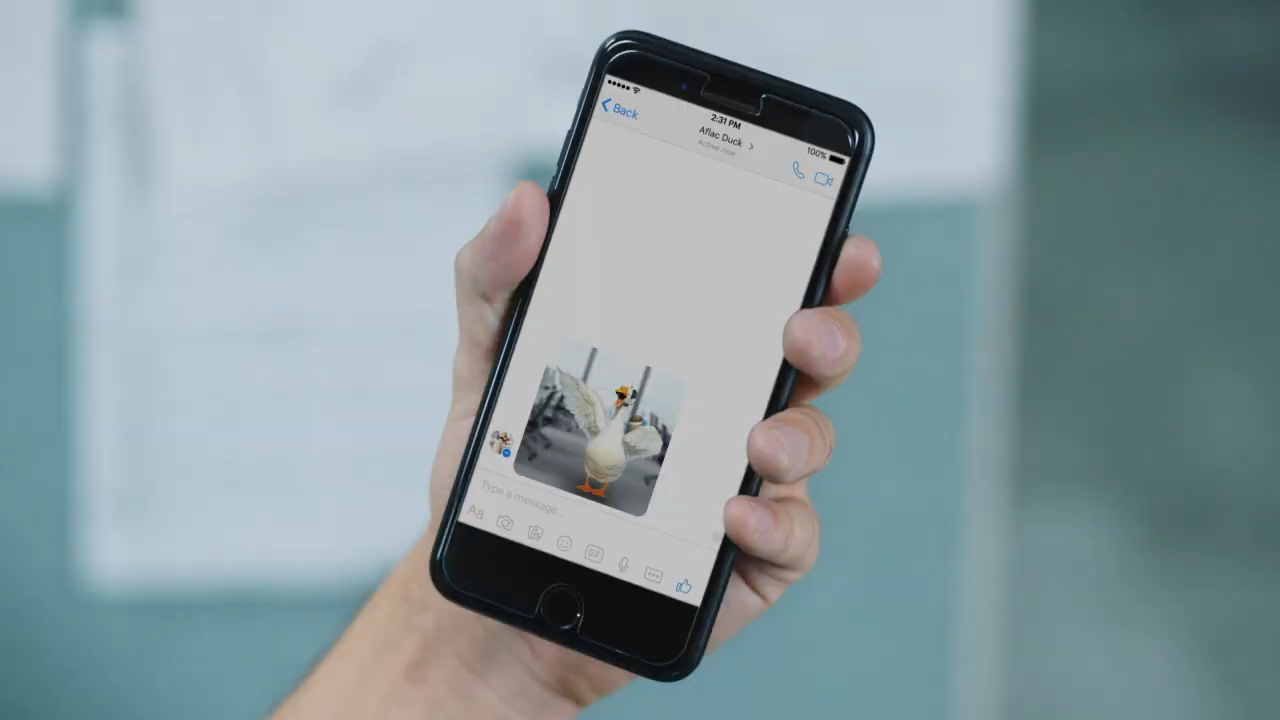 2:31 PM
100%
Back
Aflac Duck
Active now
Type a message...
Aa
GIF